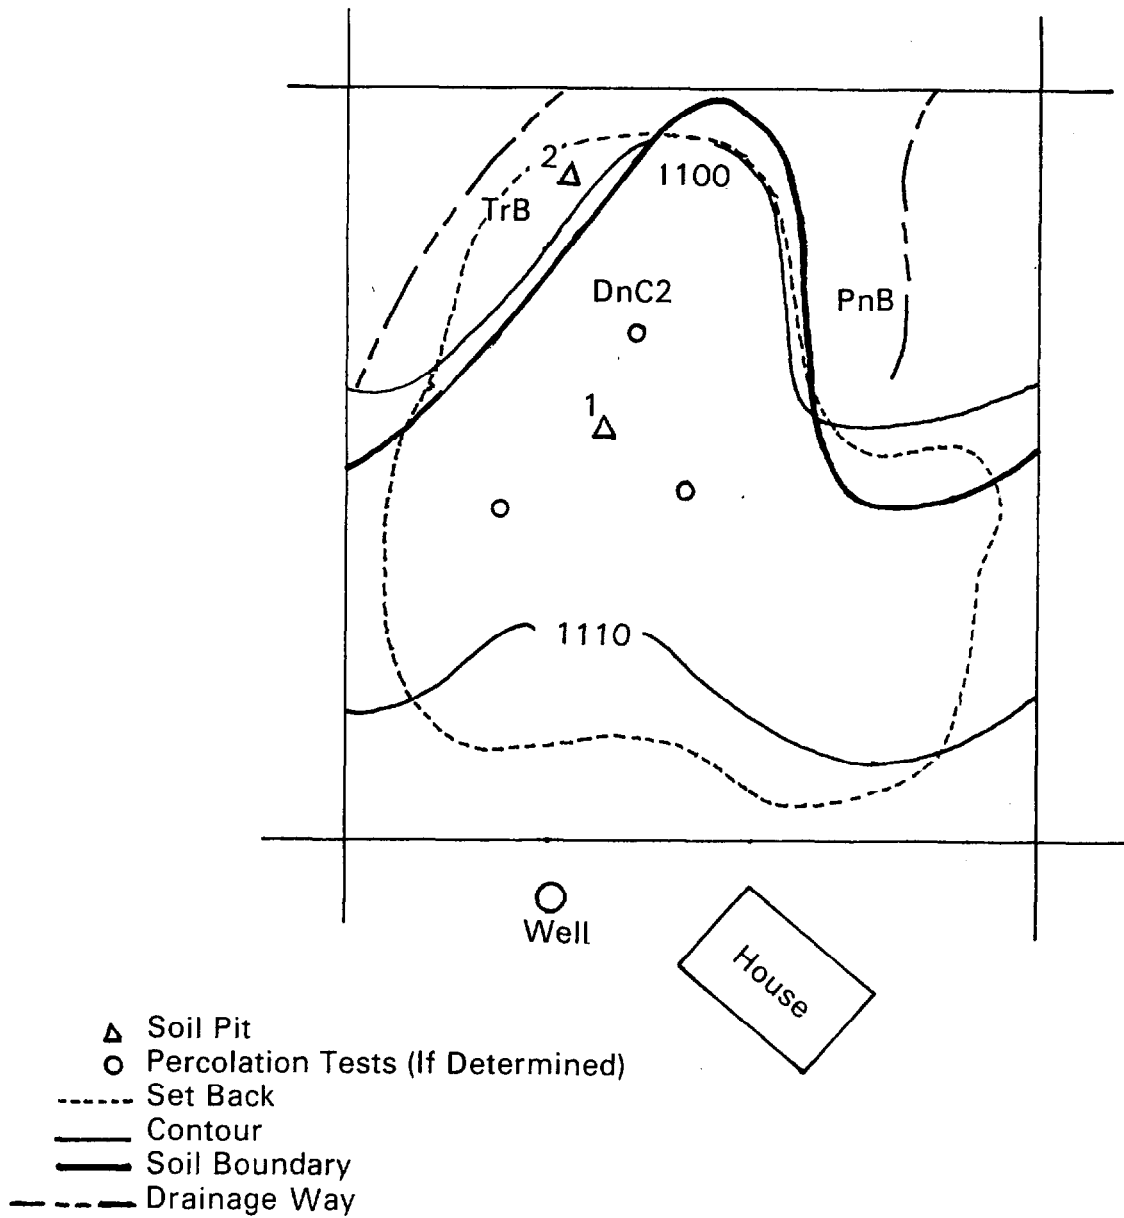 2
1100
TrB
DnC2
PnB
1
1110
Well
House
Soil Pit
Percolation Tests (If Determined)
Set Back
Contour
Soil Boundary
Drainage Way